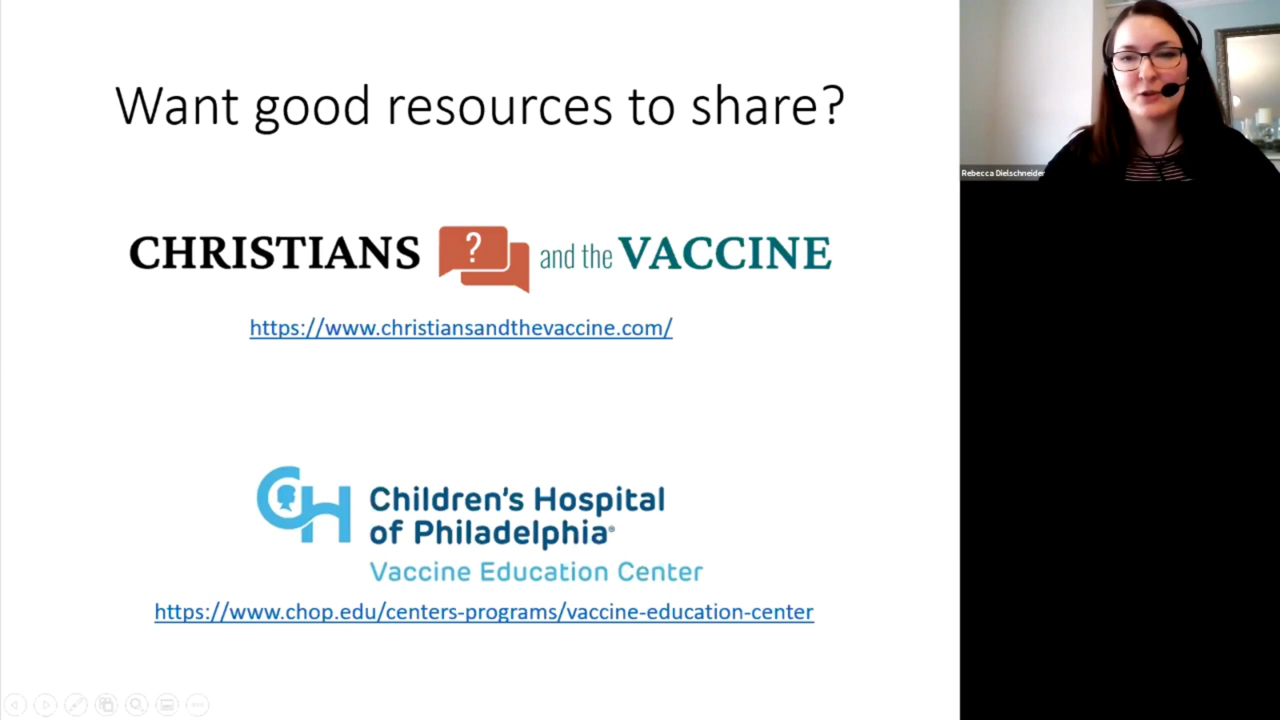 Want good resources to share?
CHRISTIANS ? and the VACCINE
https://www.christiansandthevaccine.com/
CH Children's Hospital
of Philadelphia®
Vaccine Education Center
https://www.chop.edu/centers-programs/vaccine-education-center
Rebecca Dielschneider